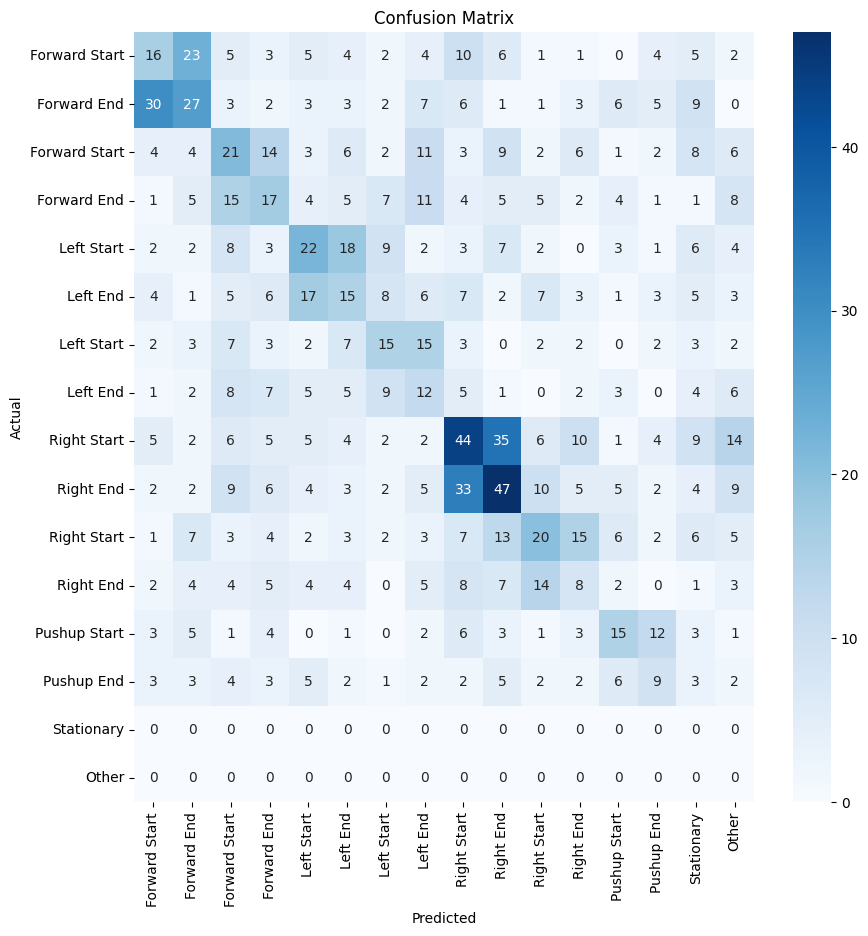 Confusion Matrix
Forward Start 16 23 5 3 5 4 2 4 10 6 1 1 0 4 5 2
Forward End 30 27 3 2 3 3 2 7 6 1 1 3 6 5 9 0
Forward Start 4 4 21 14 3 6 2 11 3 9 2 6 1 2 8 6
Forward End 1 5 15 17 4 5 7 11 4 5 5 2 4 1 1 8
Left Start 2 2 8 3 22 18 9 2 3 7 2 0 3 1 6 4
Left End 4 1 5 6 17 15 8 6 7 2 7 3 1 3 5 3
Left Start 2 3 7 3 2 7 15 15 3 0 2 2 0 2 3 2
Left End 1 2 8 7 5 5 9 12 5 1 0 2 3 0 4 6
Right Start 5 2 6 5 5 4 2 2 44 35 6 10 1 4 9 14
Right End 2 2 9 6 4 3 2 5 33 47 10 5 5 2 4 9
Right Start 1 7 3 4 2 3 2 3 7 13 20 15 6 2 6 5
Right End 2 4 4 5 4 4 0 5 8 7 14 8 2 0 1 3
Pushup Start 3 5 1 4 0 1 0 2 6 3 1 3 15 12 3 1
Pushup End 3 3 4 3 5 2 1 2 2 5 2 2 6 9 3 2
Stationary 0 0 0 0 0 0 0 0 0 0 0 0 0 0 0 0
Other 0 0 0 0 0 0 0 0 0 0 0 0 0 0 0 0
Actual
Forward Start
Forward End
Forward Start
Forward End
Left Start
Left End
Left Start
Left End
Right Start
Right End
Right Start
Right End
Pushup Start
Pushup End
Stationary
Other
Predicted
40
30
20
10
0